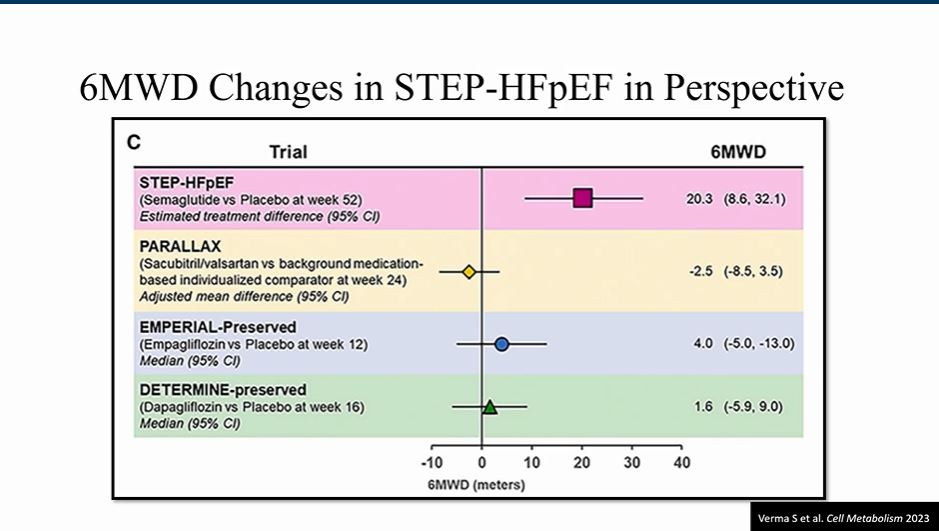 6MWD Changes in STEP-HFpEF in Perspective
C
Trial 6MWD
STEP-HFpEF
(Semaglutide vs Placebo at week 52) 20.3 (8.6, 32.1)
Estimated treatment difference (95% CI)
PARALLAX
(Sacubitril/valsartan vs background medication-
based individualized comparator at week 24) -2.5 (-8.5, 3.5)
Adjusted mean difference (95% CI)
EMPERIAL-Preserved
(Empagliflozin vs Placebo at week 12) 4.0 (-5.0, -13.0)
Median (95% CI)
DETERMINE-preserved
(Dapagliflozin vs Placebo at week 16) 1.6 (-5.9, 9.0)
Median (95% CI)
-10 0 10 20 30 40
6MWD (meters)
Verma S et al. Cell Metabolism 2023